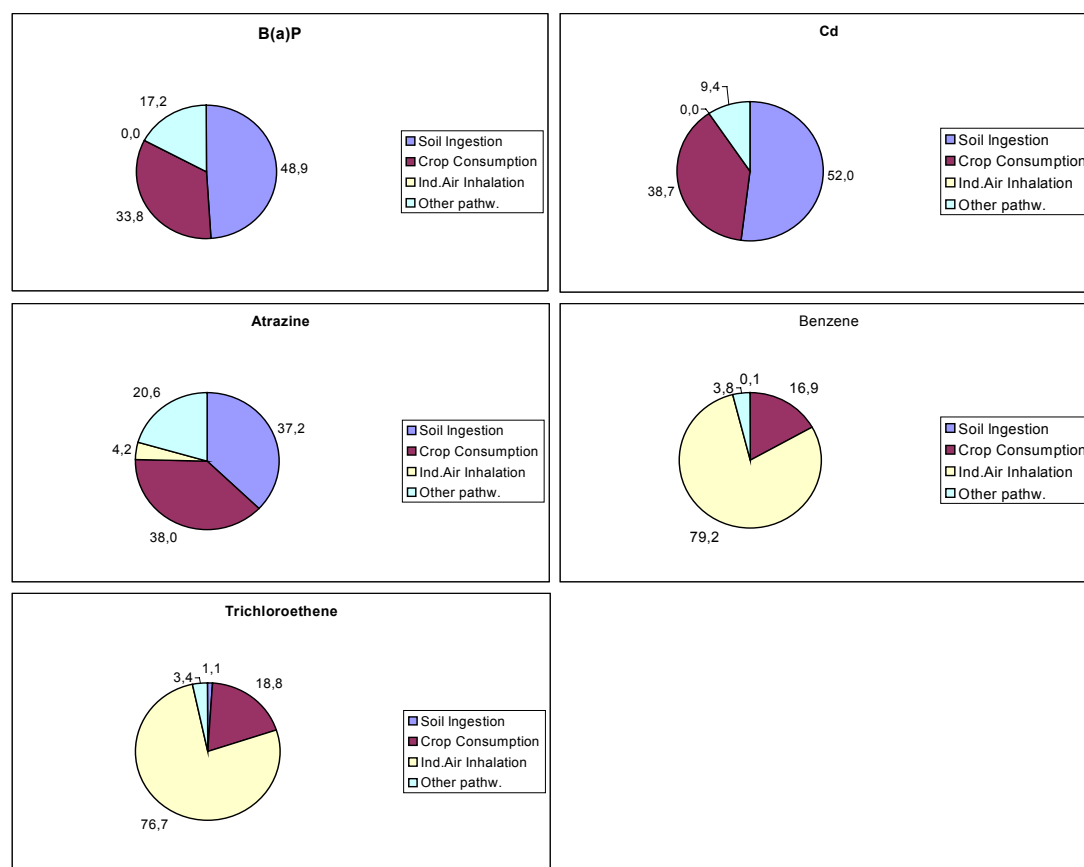 B(a)P
17,2
0,0
48,9
33,8
Soil Ingestion
Crop Consumption
Ind.Air Inhalation
Other pathw.
Cd
9,4
0,0
52,0
38,7
Soil Ingestion
Crop Consumption
Ind.Air Inhalation
Other pathw.
Atrazine
20,6
37,2
4,2
38,0
Soil Ingestion
Crop Consumption
Ind.Air Inhalation
Other pathw.
Benzene
0,1
3,8
16,9
79,2
Soil Ingestion
Crop Consumption
Ind.Air Inhalation
Other pathw.
Trichloroethene
1,1
3,4
18,8
76,7
Soil Ingestion
Crop Consumption
Ind.Air Inhalation
Other pathw.